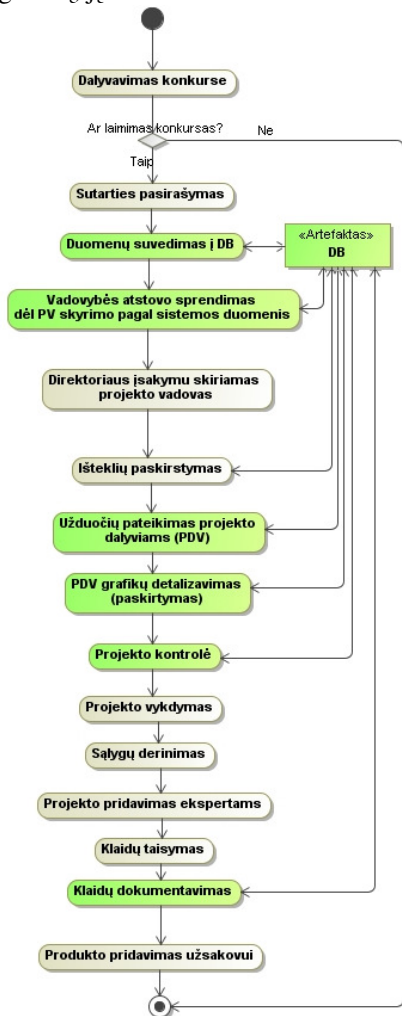 Dalyvavimas konkurse
Ar laimimas konkursas?
Ne
Taip
Sutarties pasirašymas
«Artefaktas»
DB
Duomenų suvedimas į DB
Vadovybės atstovo sprendimas
dėl PV skyrimo pagal sistemos duomenis
Direktoriaus įsakymu skiriamas
projekto vadovas
Išteklių paskirstymas
Užduočių pateikimas projekto
dalyviams (PDV)
PDV grafikų detalizavimas
(paskirtymas)
Projekto kontrolė
Projekto vykdymas
Sąlygų derinimas
Projekto pridavimas ekspertams
Klaidų taisymas
Klaidų dokumentavimas
Produkto pridavimas užsakovui